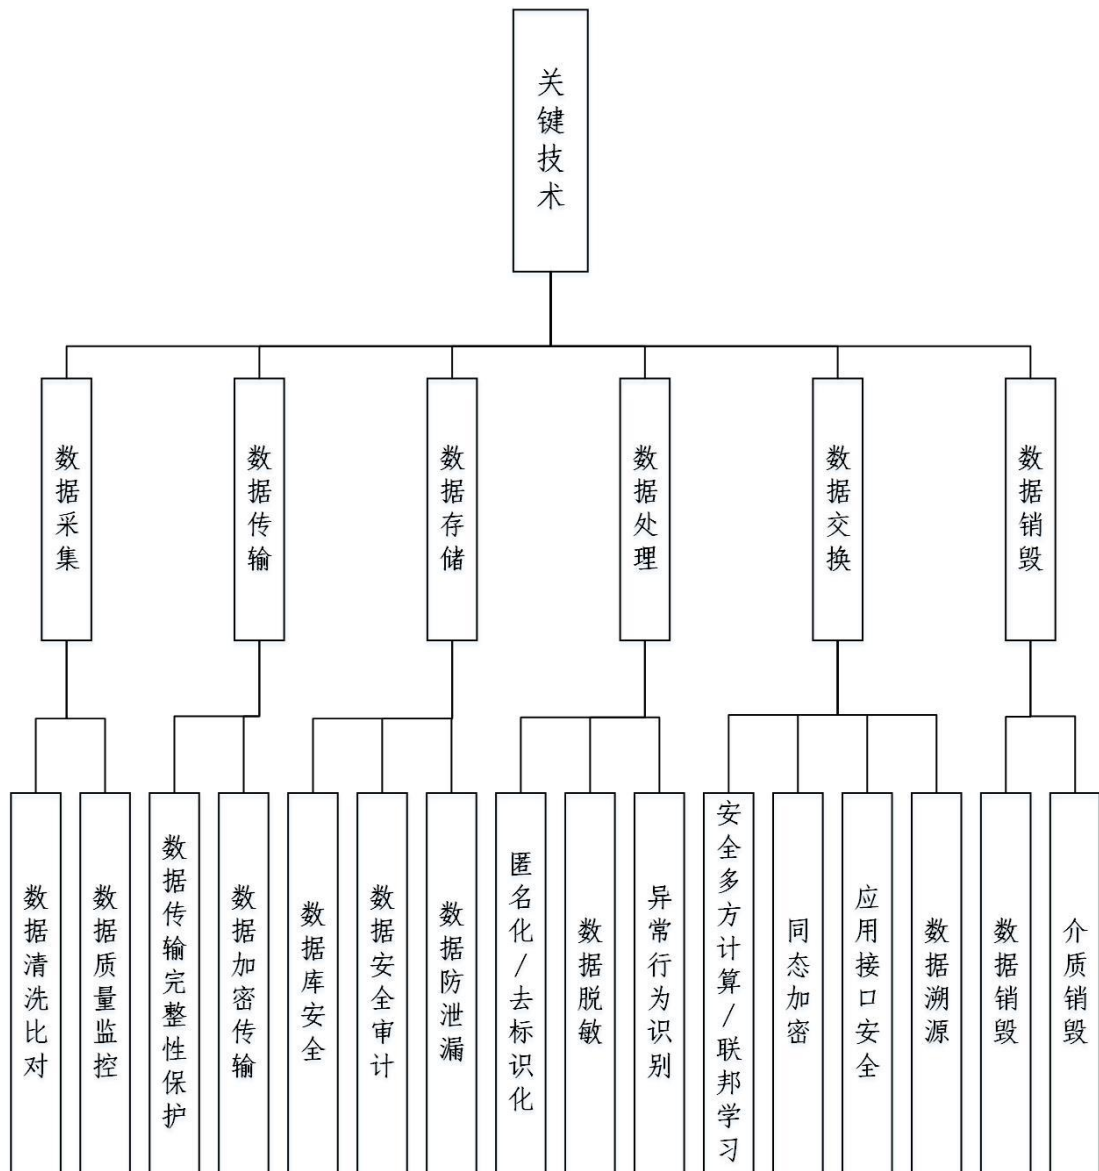 关键技术
数据采集
数据传输
数据存储
数据处理
数据交换
数据销毁
数据清洗比对
数据质量监控
数据传输完整性保护
数据加密传输
数据库安全
数据安全审计
数据防泄漏
匿名化/去标识化
数据脱敏
异常行为识别
安全多方计算/联邦学习
同态加密
应用接口安全
数据溯源
数据销毁
介质销毁